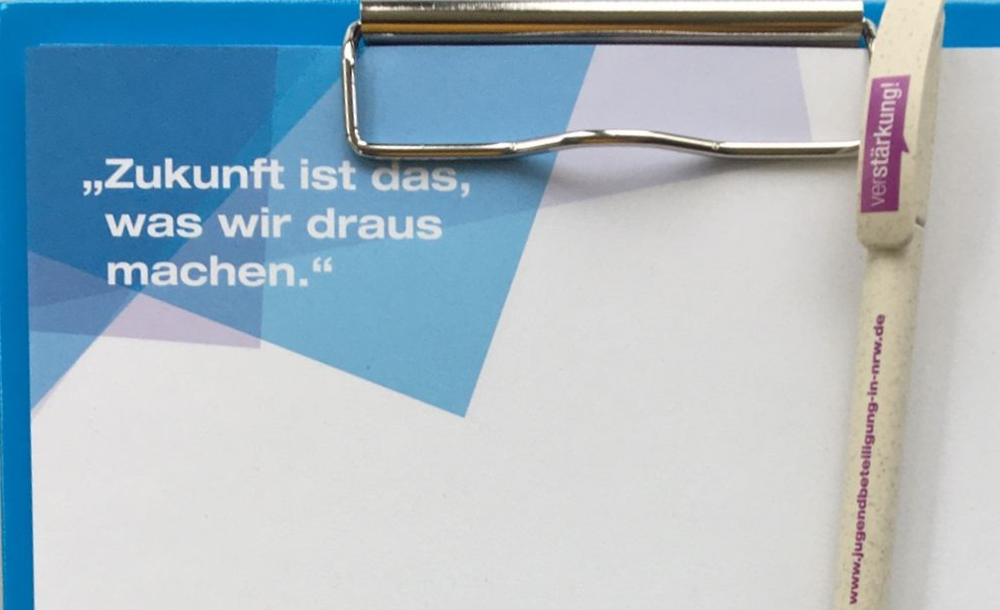 „Zukunft ist das,
was wir draus
machen.“
verstärkung!
www.jugendbeteiligung-in-nrw.de